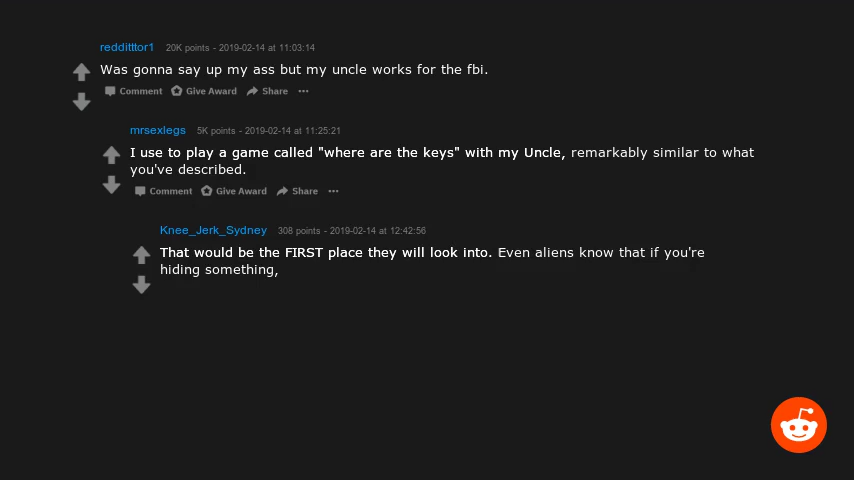 redditttor1 20K points - 2019-02-14 at 11:03:14
Was gonna say up my ass but my uncle works for the fbi.
Comment Give Award Share ...
mrsexlegs 5K points - 2019-02-14 at 11:25:21
I use to play a game called "where are the keys" with my Uncle, remarkably similar to what
you've described.
Comment Give Award Share ...
Knee_Jerk_Sydney 308 points - 2019-02-14 at 12:42:56
That would be the FIRST place they will look into. Even aliens know that if you're
hiding something,